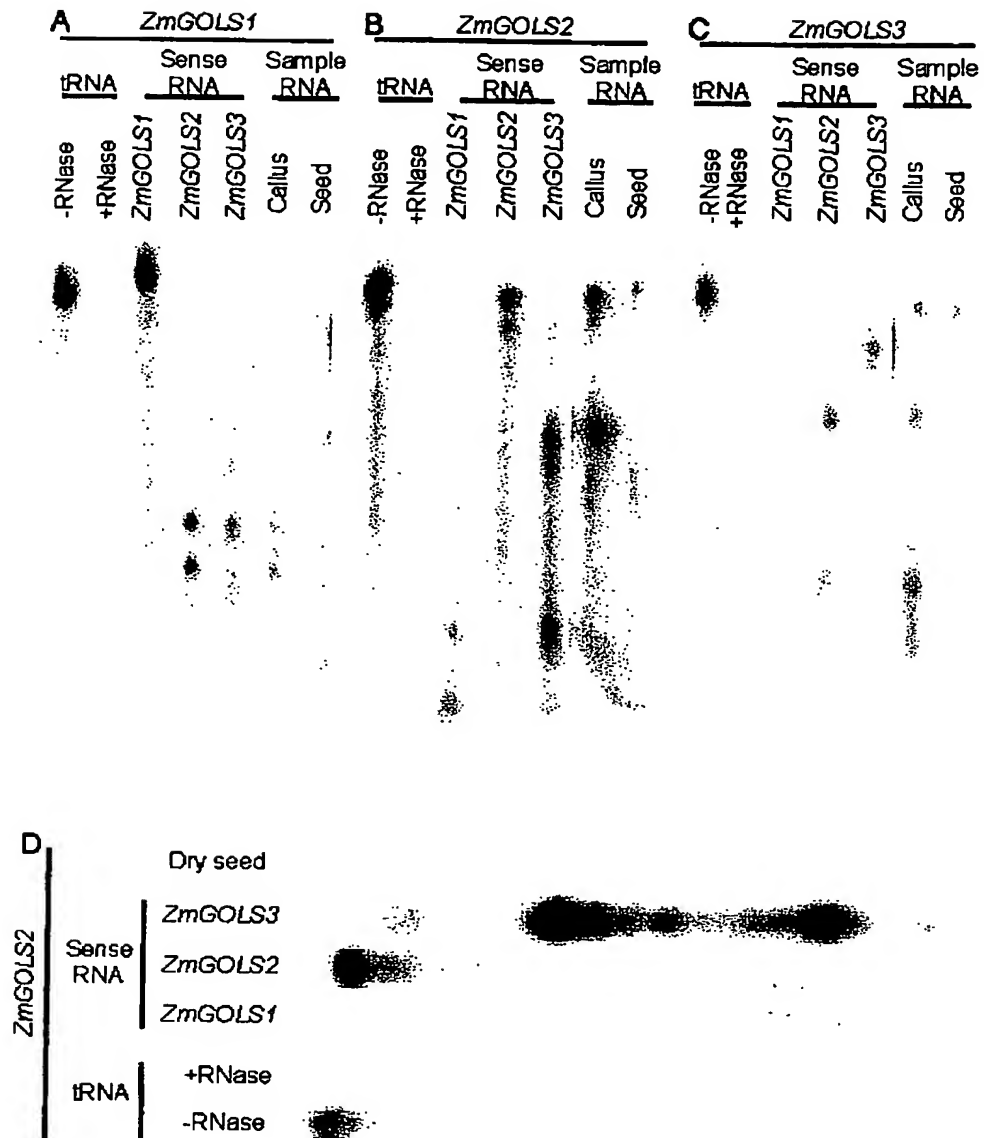 A ZmGOLS1 B ZmGOLS2 C ZmGOLS3
Sense Sample Sense Sample Sense Sample
tRNA RNA RNA tRNA RNA RNA tRNA RNA RNA
-RNase +RNase ZmGOLS1 ZmGOLS2 ZmGOLS3 Callus Seed -RNase +RNase ZmGOLS1 ZmGOLS2 ZmGOLS3 Callus Seed -RNase +RNase ZmGOLS1 ZmGOLS2 ZmGOLS3 Callus Seed
D
ZmGOLS2
Dry seed
Sense
RNA
ZmGOLS3
ZmGOLS2
ZmGOLS1
tRNA
+RNase
-RNase